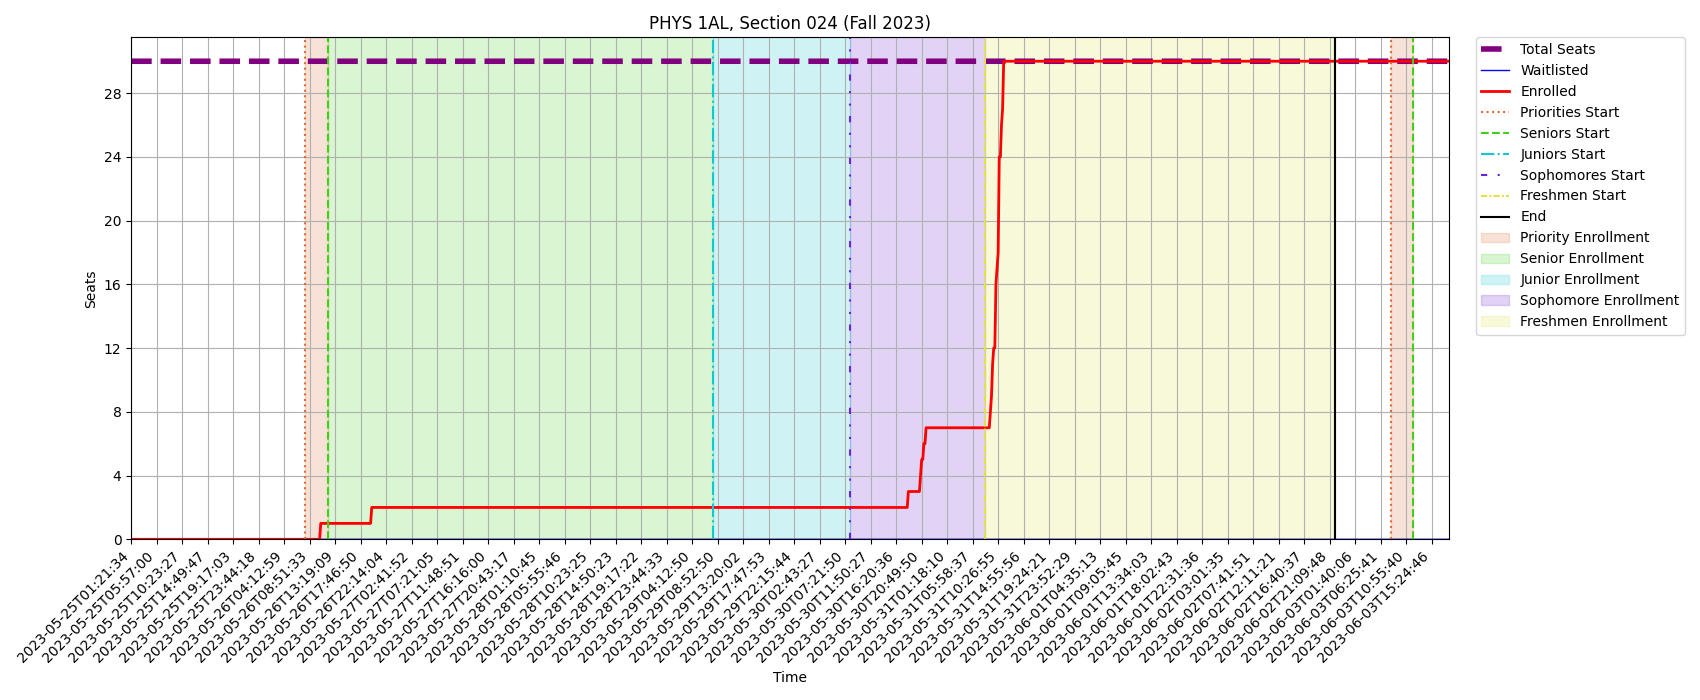 PHYS 1AL, Section 024 (Fall 2023)
Seats
28
24
20
16
12
8
4
0
2023-05-25T01:21:34
2023-05-25T05:57:00
2023-05-25T10:23:27
2023-05-25T14:49:47
2023-05-25T19:17:03
2023-05-25T23:44:18
2023-05-26T04:12:59
2023-05-26T08:51:33
2023-05-26T13:19:09
2023-05-26T17:46:50
2023-05-26T22:14:04
2023-05-27T02:41:52
2023-05-27T07:21:05
2023-05-27T11:48:51
2023-05-27T16:16:00
2023-05-27T20:43:17
2023-05-28T01:10:45
2023-05-28T05:55:46
2023-05-28T10:23:25
2023-05-28T14:50:23
2023-05-28T19:17:22
2023-05-28T23:44:33
2023-05-29T04:12:50
2023-05-29T08:52:50
2023-05-29T13:20:02
2023-05-29T17:47:53
2023-05-29T22:15:44
2023-05-30T02:43:27
2023-05-30T07:21:50
2023-05-30T11:50:27
2023-05-30T16:20:36
2023-05-30T20:49:50
2023-05-31T01:18:10
2023-05-31T05:58:37
2023-05-31T10:26:55
2023-05-31T14:55:56
2023-05-31T19:24:21
2023-05-31T23:52:29
2023-06-01T04:35:13
2023-06-01T09:05:45
2023-06-01T13:34:03
2023-06-01T18:02:43
2023-06-01T22:31:36
2023-06-02T03:01:35
2023-06-02T07:41:51
2023-06-02T12:11:21
2023-06-02T16:40:37
2023-06-02T21:09:48
2023-06-03T01:40:06
2023-06-03T06:25:41
2023-06-03T10:55:40
2023-06-03T15:24:46
Time
Total Seats
Waitlisted
Enrolled
Priorities Start
Seniors Start
Juniors Start
Sophomores Start
Freshmen Start
End
Priority Enrollment
Senior Enrollment
Junior Enrollment
Sophomore Enrollment
Freshmen Enrollment